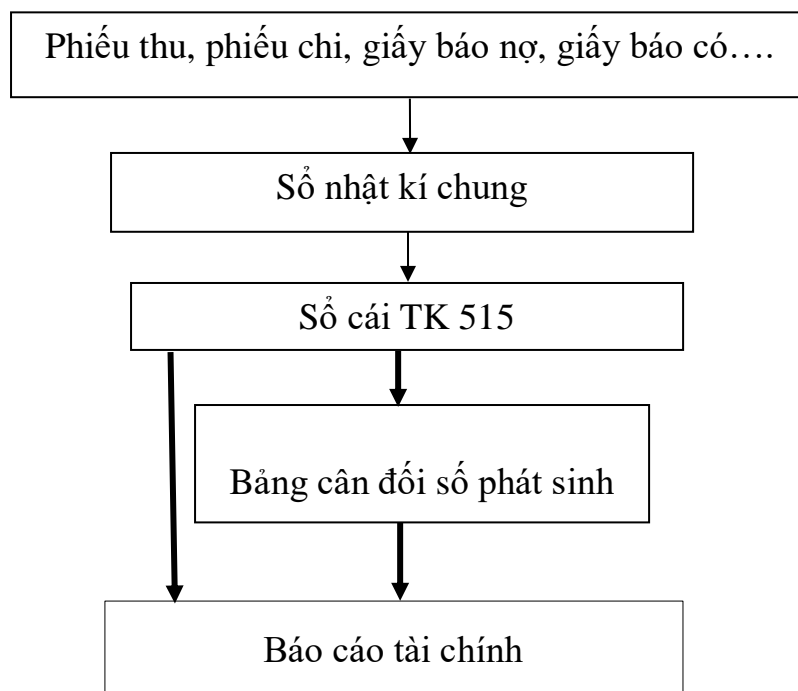 Phiếu thu, phiếu chi, giấy báo nợ, giấy báo có….
Sổ nhật kí chung
Sổ cái TK 515
Bảng cân đối số phát sinh
Báo cáo tài chính